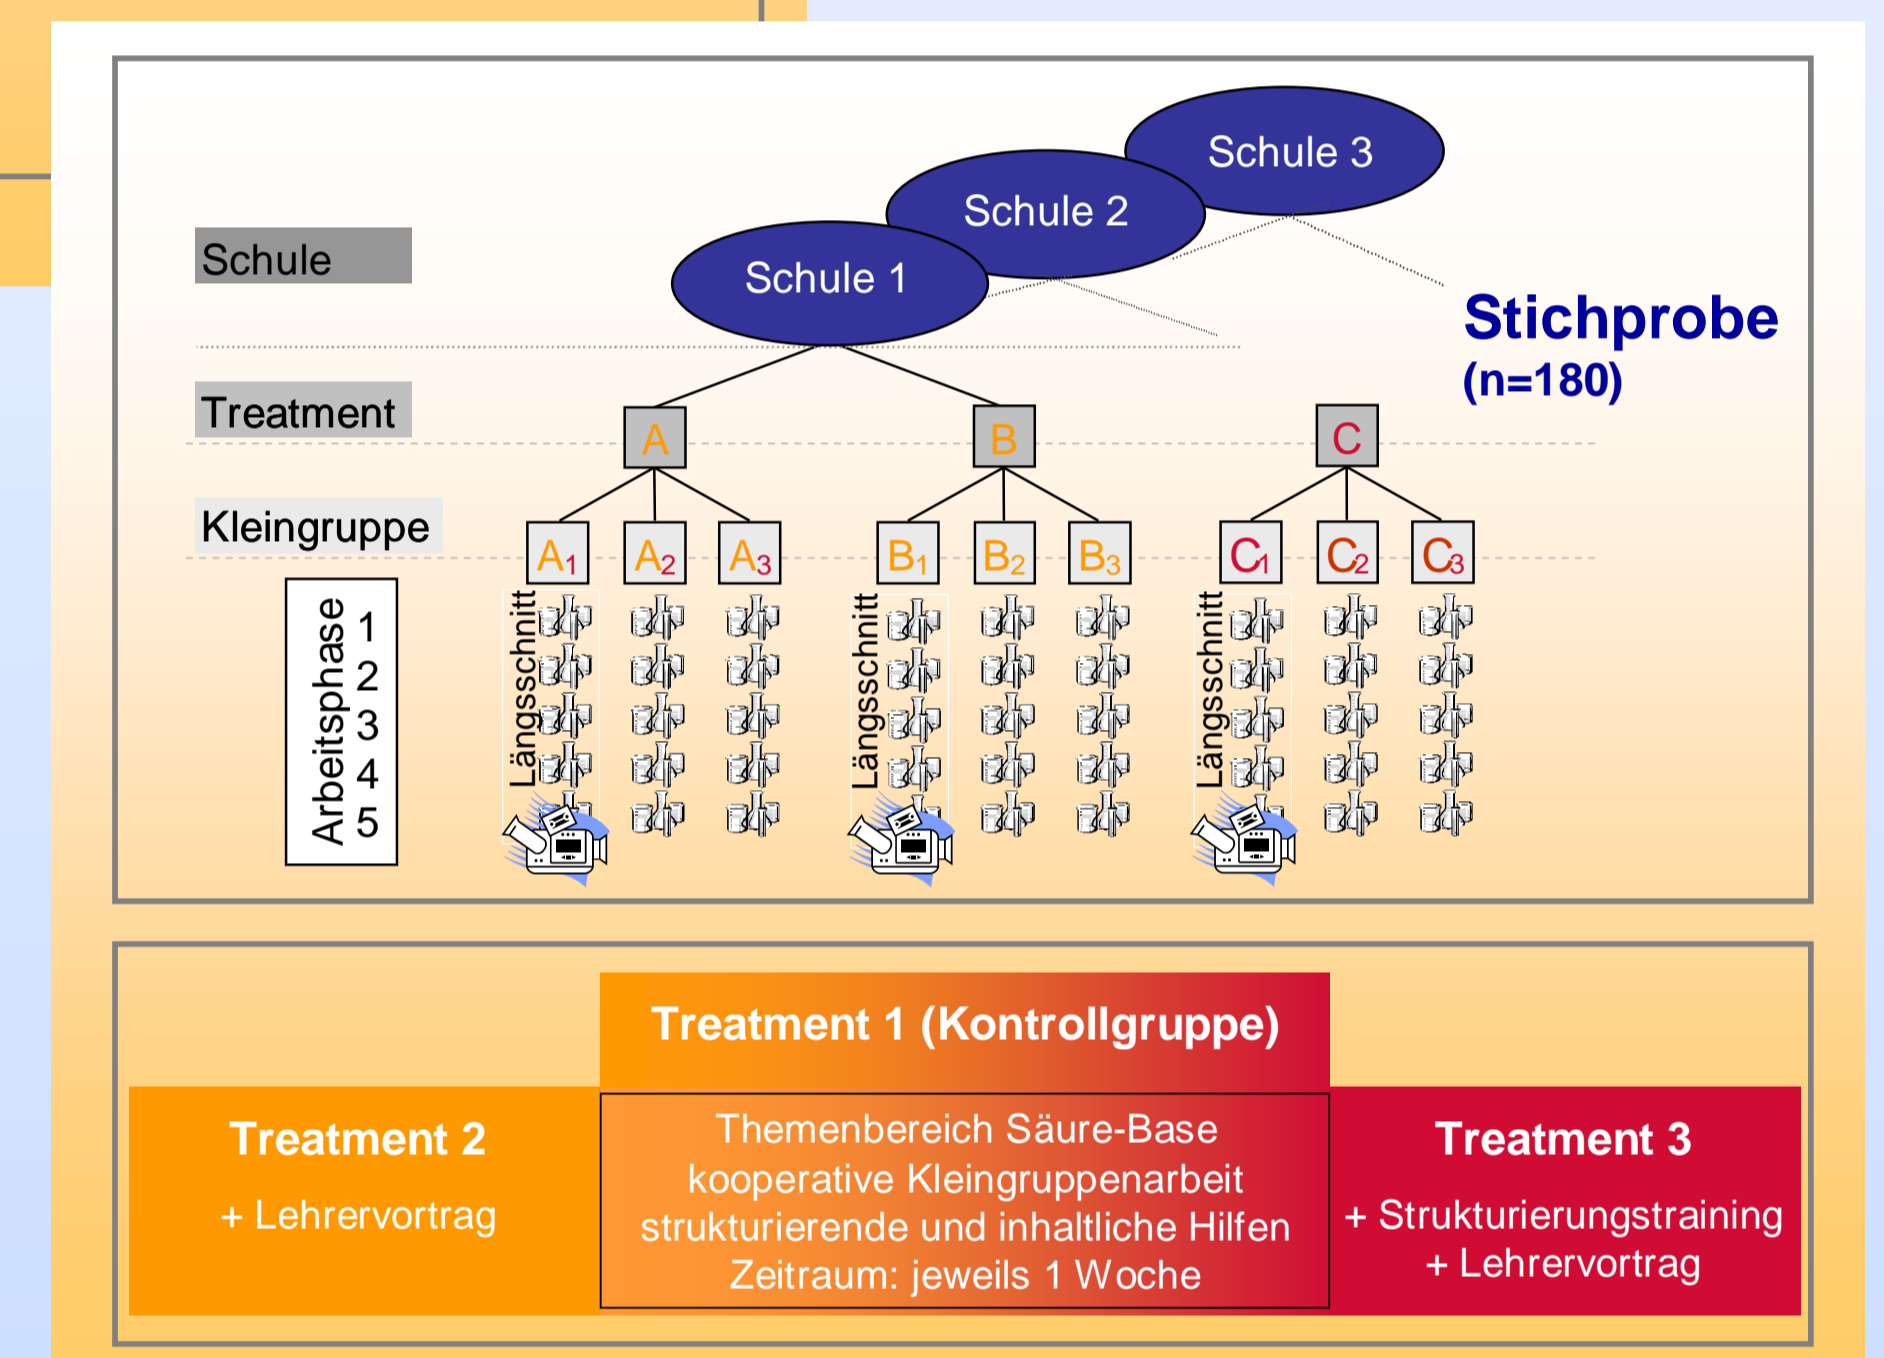 Schule 3
Schule 2
Schule 1
Schule
Stichprobe
(n=180)
Treatment
A B C
Kleingruppe
A1 A2 A3 B1 B2 B3 C1 C2 C3
Arbeitsphase
1
2
3
4
5
Längsschnitt
Längsschnitt
Längsschnitt
Treatment 1 (Kontrollgruppe)
Themenbereich Säure-Base
kooperative Kleingruppenarbeit
strukturierende und inhaltliche Hilfen
Zeitraum: jeweils 1 Woche
Treatment 2
+ Lehrervortrag
Treatment 3
+ Strukturierungstraining
+ Lehrervortrag